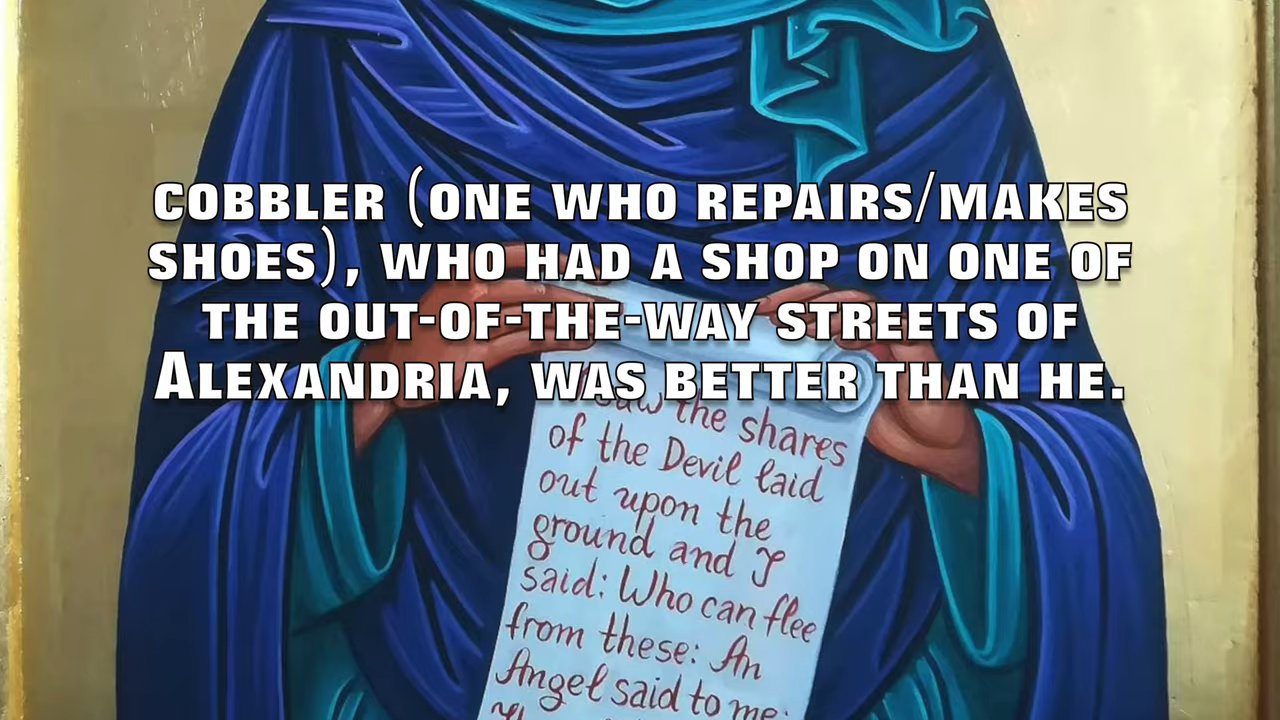 cobbler (one who repairs/makes
shoes), who had a shop on one of
the out-of-the-way streets of
Alexandria, was better than he.
the shares
of the Devil laid
out upon the
ground and I
said: Who can flee
from these: An
Angel said to me: